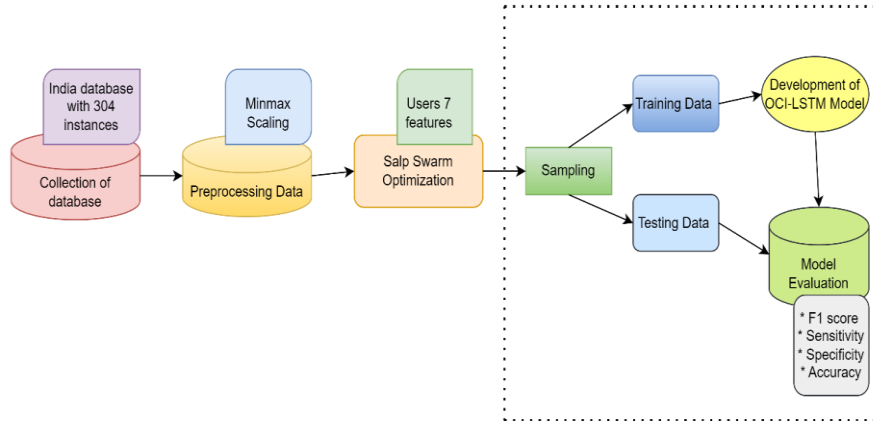 India database
with 304
instances
Collection of
database
Minmax
Scaling
Preprocessing Data
Users 7
features
Salp Swarm
Optimization
Sampling
Training Data
Testing Data
Development of
OCI-LSTM Model
Model
Evaluation
* F1 score
* Sensitivity
* Specificity
* Accuracy